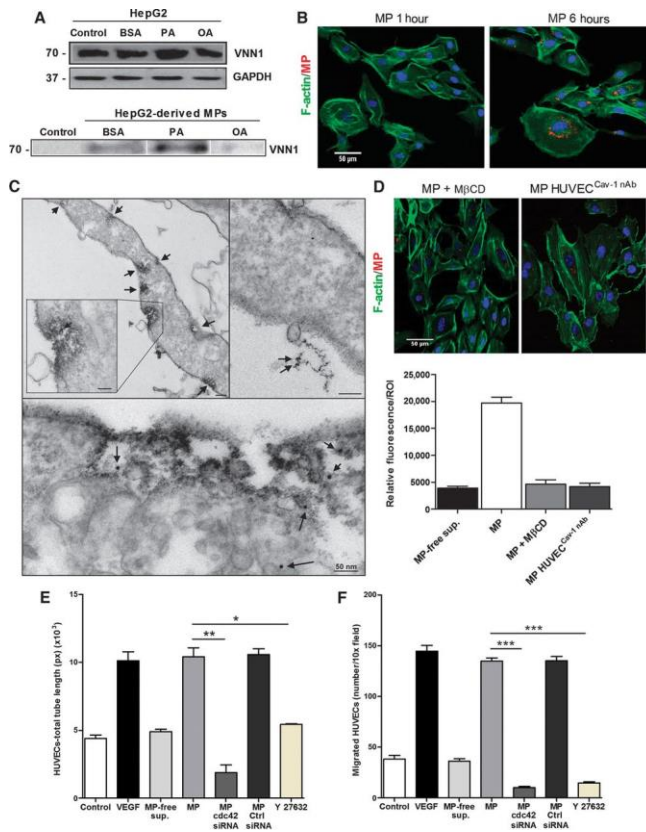 A
HepG2
Control BSA PA OA
70 - VNN1
37 - GAPDH
HepG2-derived MPs
Control BSA PA OA
70 - VNN1
B
MP 1 hour MP 6 hours
F-actin/MP
50 µm
C
50 nm
D
MP + MβCD MP HUVEC Cav-1 nAb
F-actin/MP
50 µm
Relative fluorescence/ROI
25,000
20,000
15,000
10,000
5000
0
MP-free sup.
MP
MP + MβCD
MP HUVEC Cav-1 nAb
E
HUVECs-total tube length (px) (x10⁻³)
15
10
5
0
**
*
Control VEGF MP-free sup. MP MP cdc42 siRNA MP Ctrl siRNA Y 27632
F
Migrated HUVECs (number/10x field)
200
150
100
50
0
***
***
Control VEGF MP-free sup. MP MP cdc42 siRNA MP Ctrl siRNA Y 27632